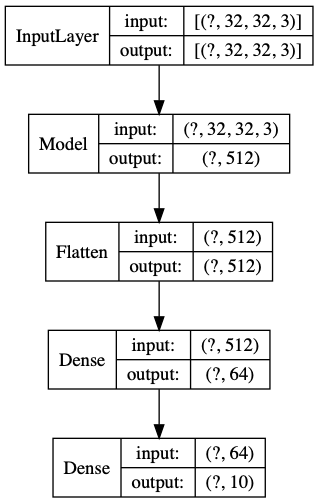 InputLayer
input: [(?, 32, 32, 3)]
output: [(?, 32, 32, 3)]
Model
input: (?, 32, 32, 3)
output: (?, 512)
Flatten
input: (?, 512)
output: (?, 512)
Dense
input: (?, 512)
output: (?, 64)
Dense
input: (?, 64)
output: (?, 10)